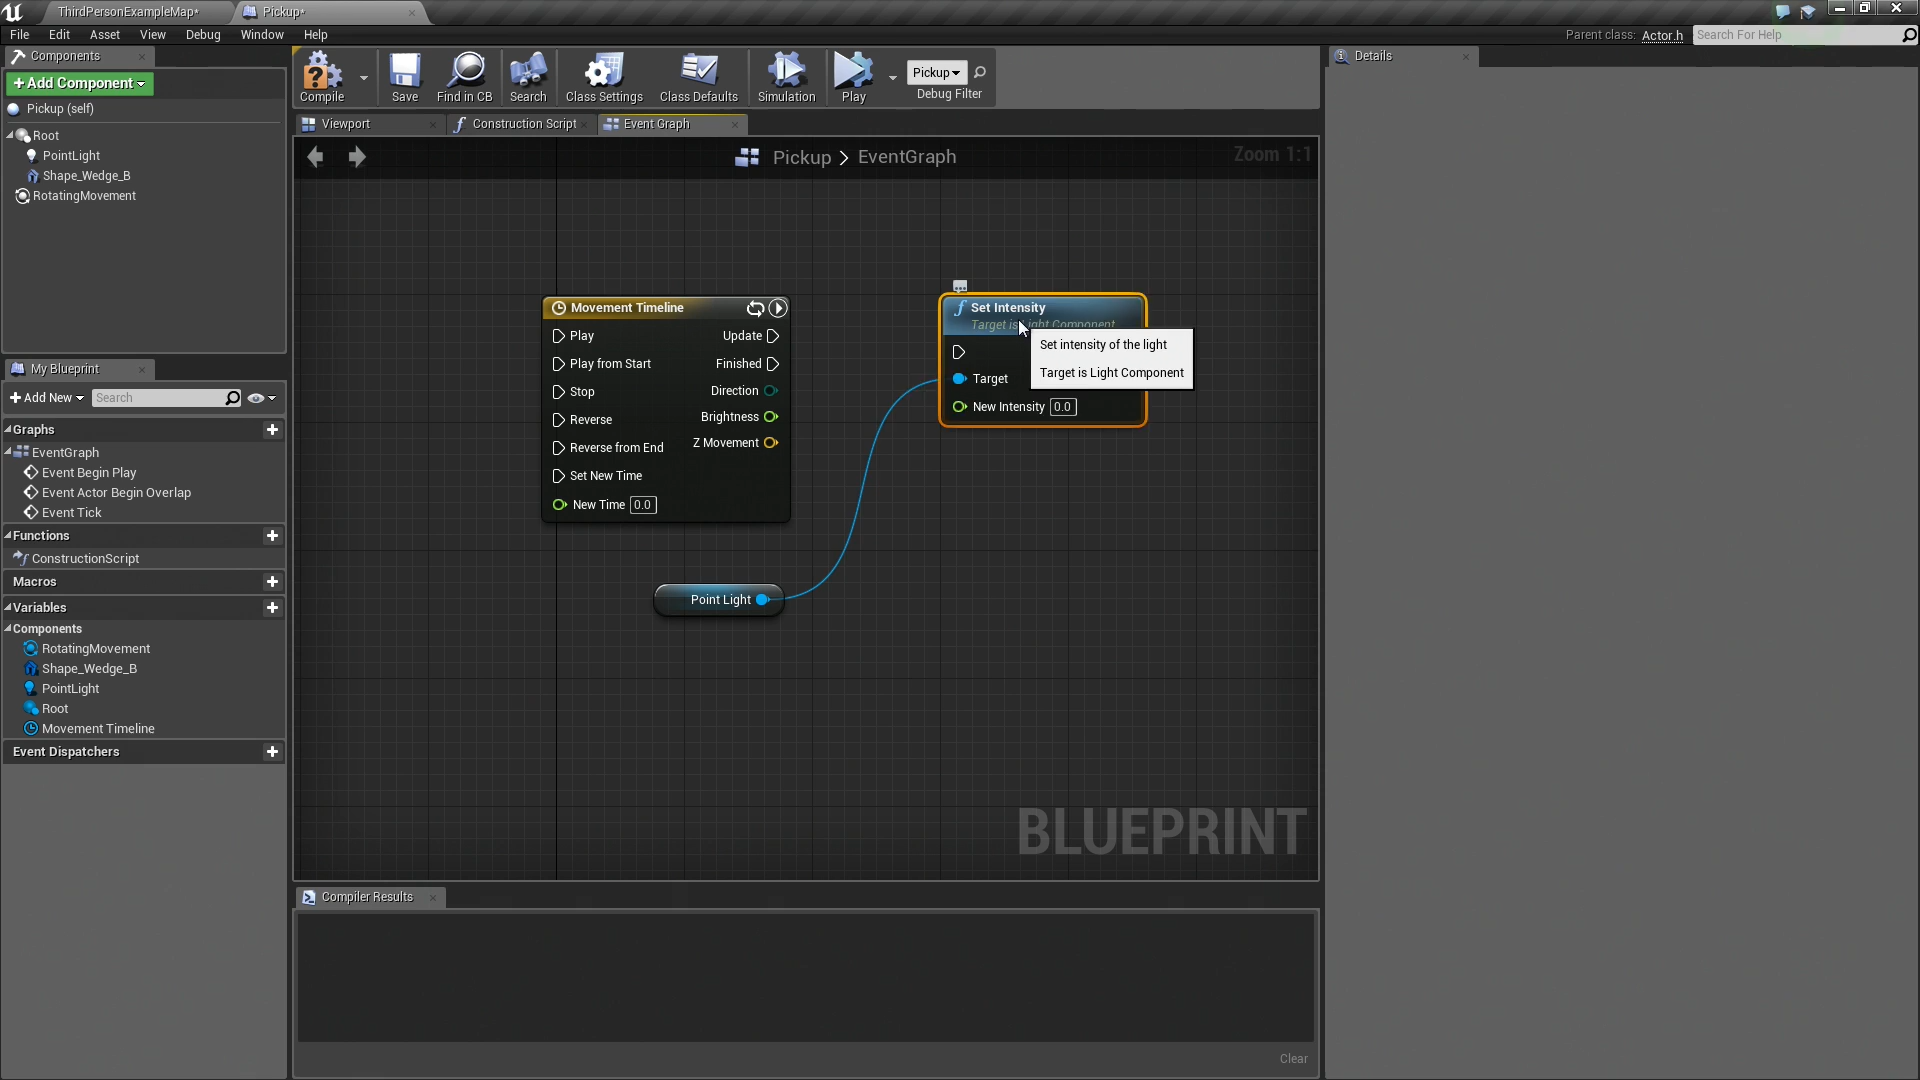 ThirdPersonExampleMap*
Pickup*
File
Edit
Asset
View
Debug
Window
Help
Parent class: Actor.h
Search For Help
Components
+Add Component
Pickup (self)
Root
PointLight
Shape_Wedge_B
RotatingMovement
Compile
Save
Find in CB
Search
Class Settings
Class Defaults
Simulation
Play
Pickup
Debug Filter
Details
Viewport
Construction Script
Event Graph
Pickup > EventGraph
Zoom 1:1
Movement Timeline
Play
Update
Play from Start
Finished
Stop
Direction
Reverse
Brightness
Reverse from End
Z Movement
Set New Time
New Time 0.0
Set Intensity
Target is Light Component
Set intensity of the light
Target is Light Component
Target
New Intensity 0.0
Point Light
BLUEPRINT
My Blueprint
+Add New
Search
Graphs
EventGraph
Event Begin Play
Event Actor Begin Overlap
Event Tick
Functions
ConstructionScript
Macros
Variables
Components
RotatingMovement
Shape_Wedge_B
PointLight
Root
Movement Timeline
Event Dispatchers
Compiler Results
Clear